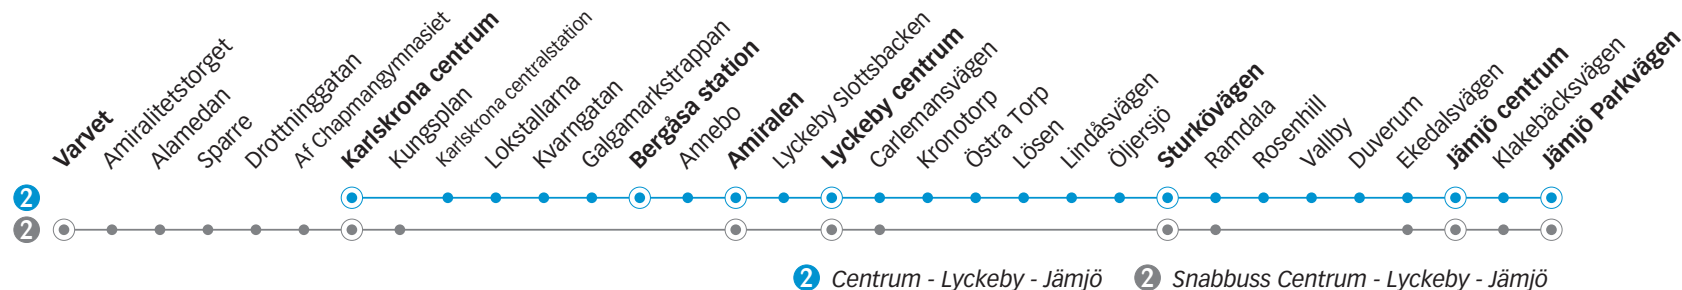 Varvet
Amiralitetstorget
Alamedan
Sparre
Drottninggatan
Af Chapmangymnasiet
Karlskrona centrum
Kungsplan
Karlskrona centralstation
Lokstallarna
Kvarngatan
Galgamarkstrappan
Bergåsa station
Annebo
Amiralen
Lyckeby Slottsbacken
Lyckeby centrum
Carlemansvägen
Kronotorp
Östra Torp
Lösen
Lindåsvägen
Öljersjö
Sturkövägen
Ramdala
Rosenhill
Vallby
Duverum
Ekedalsvägen
Jämjö centrum
Klakebäcksvägen
Jämjö Parkvägen
2
2
2 Centrum - Lyckeby - Jämjö
2 Snabbuss Centrum - Lyckeby - Jämjö